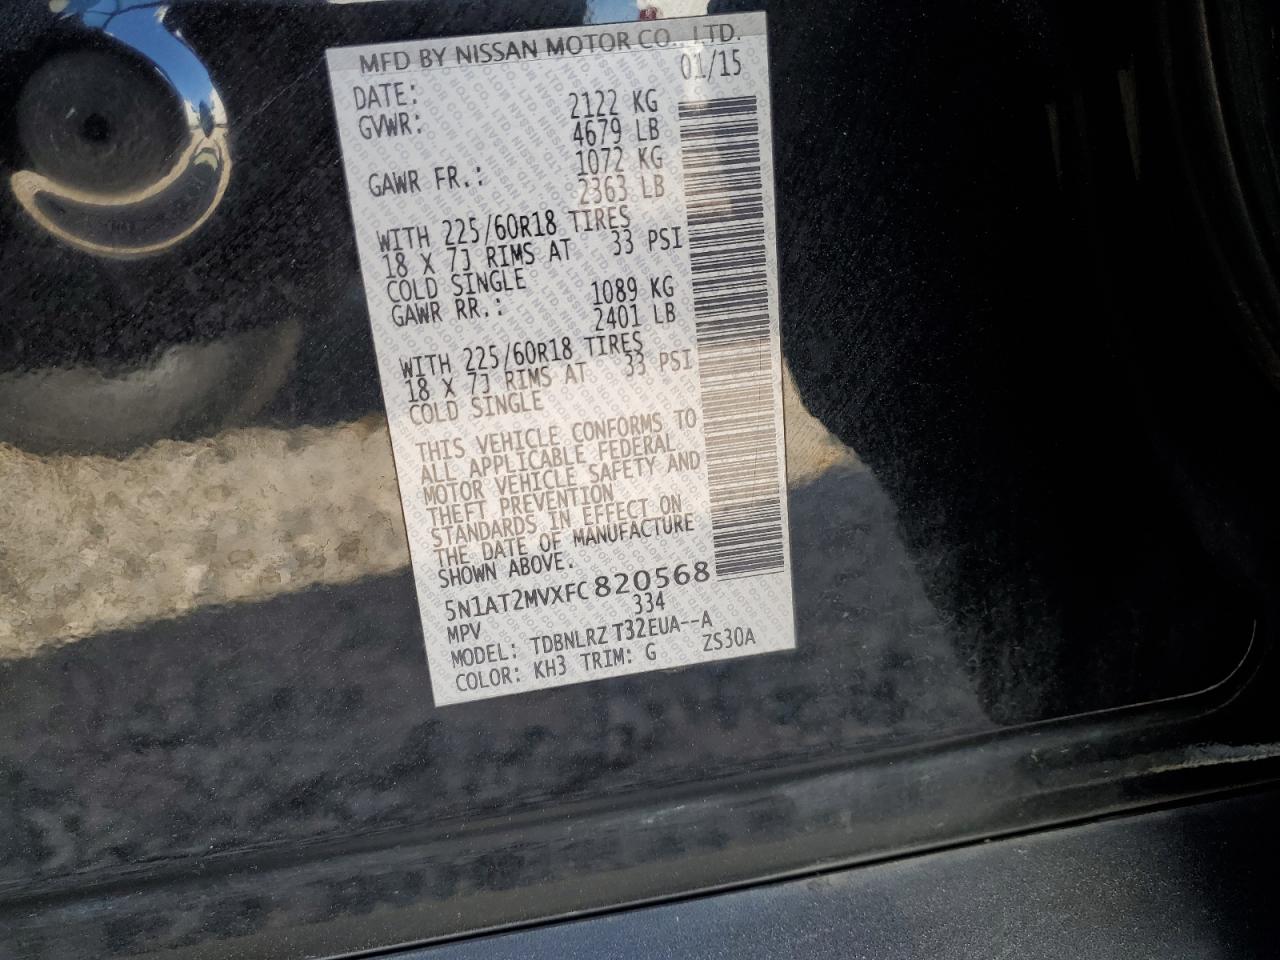 MFD BY NISSAN MOTOR CO., LTD.
DATE: 01/15
GVWR: 2122 KG
4679 LB
GAWR FR.: 1072 KG
2363 LB
WITH 225/60R18 TIRES
18 X 7J RIMS AT 33 PSI
COLD SINGLE
GAWR RR.: 1089 KG
2401 LB
WITH 225/60R18 TIRES
18 X 7J RIMS AT 33 PSI
COLD SINGLE
THIS VEHICLE CONFORMS TO
ALL APPLICABLE FEDERAL
MOTOR VEHICLE SAFETY AND
THEFT PREVENTION
STANDARDS IN EFFECT ON
THE DATE OF MANUFACTURE
SHOWN ABOVE.
5N1AT2MVXFC820568
MPV 334
MODEL: TDBNLRZ T32EUA--A
COLOR: KH3 TRIM: G ZS30A